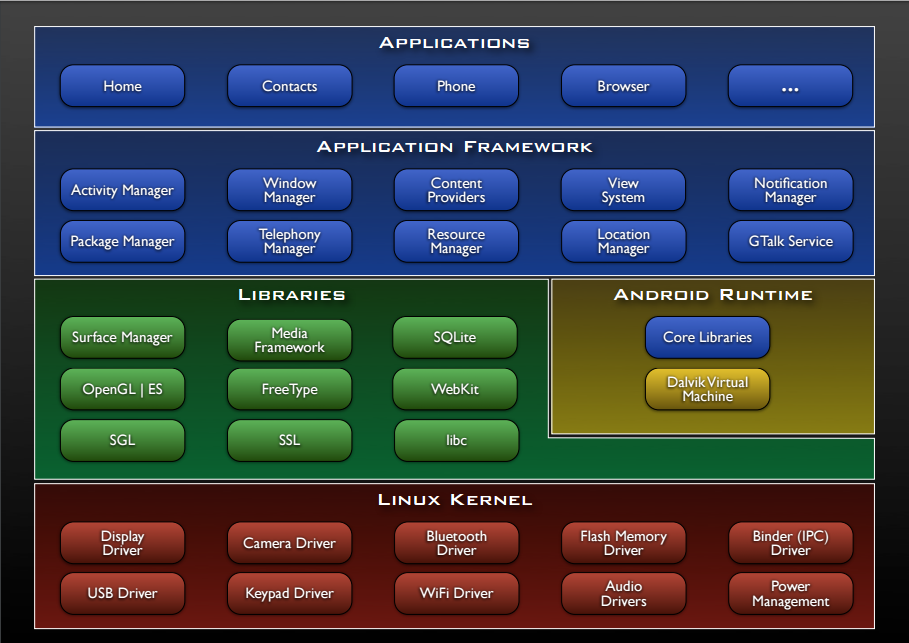 APPLICATIONS
Home
Contacts
Phone
Browser
...
APPLICATION FRAMEWORK
Activity Manager
Window
Manager
Content
Providers
View
System
Notification
Manager
Package Manager
Telephony
Manager
Resource
Manager
Location
Manager
GTalk Service
LIBRARIES
Surface Manager
Media
Framework
SQLite
OpenGL | ES
FreeType
WebKit
SGL
SSL
libc
ANDROID RUNTIME
Core Libraries
Dalvik Virtual
Machine
LINUX KERNEL
Display
Driver
Camera Driver
Bluetooth
Driver
Flash Memory
Driver
Binder (IPC)
Driver
USB Driver
Keypad Driver
WiFi Driver
Audio
Drivers
Power
Management